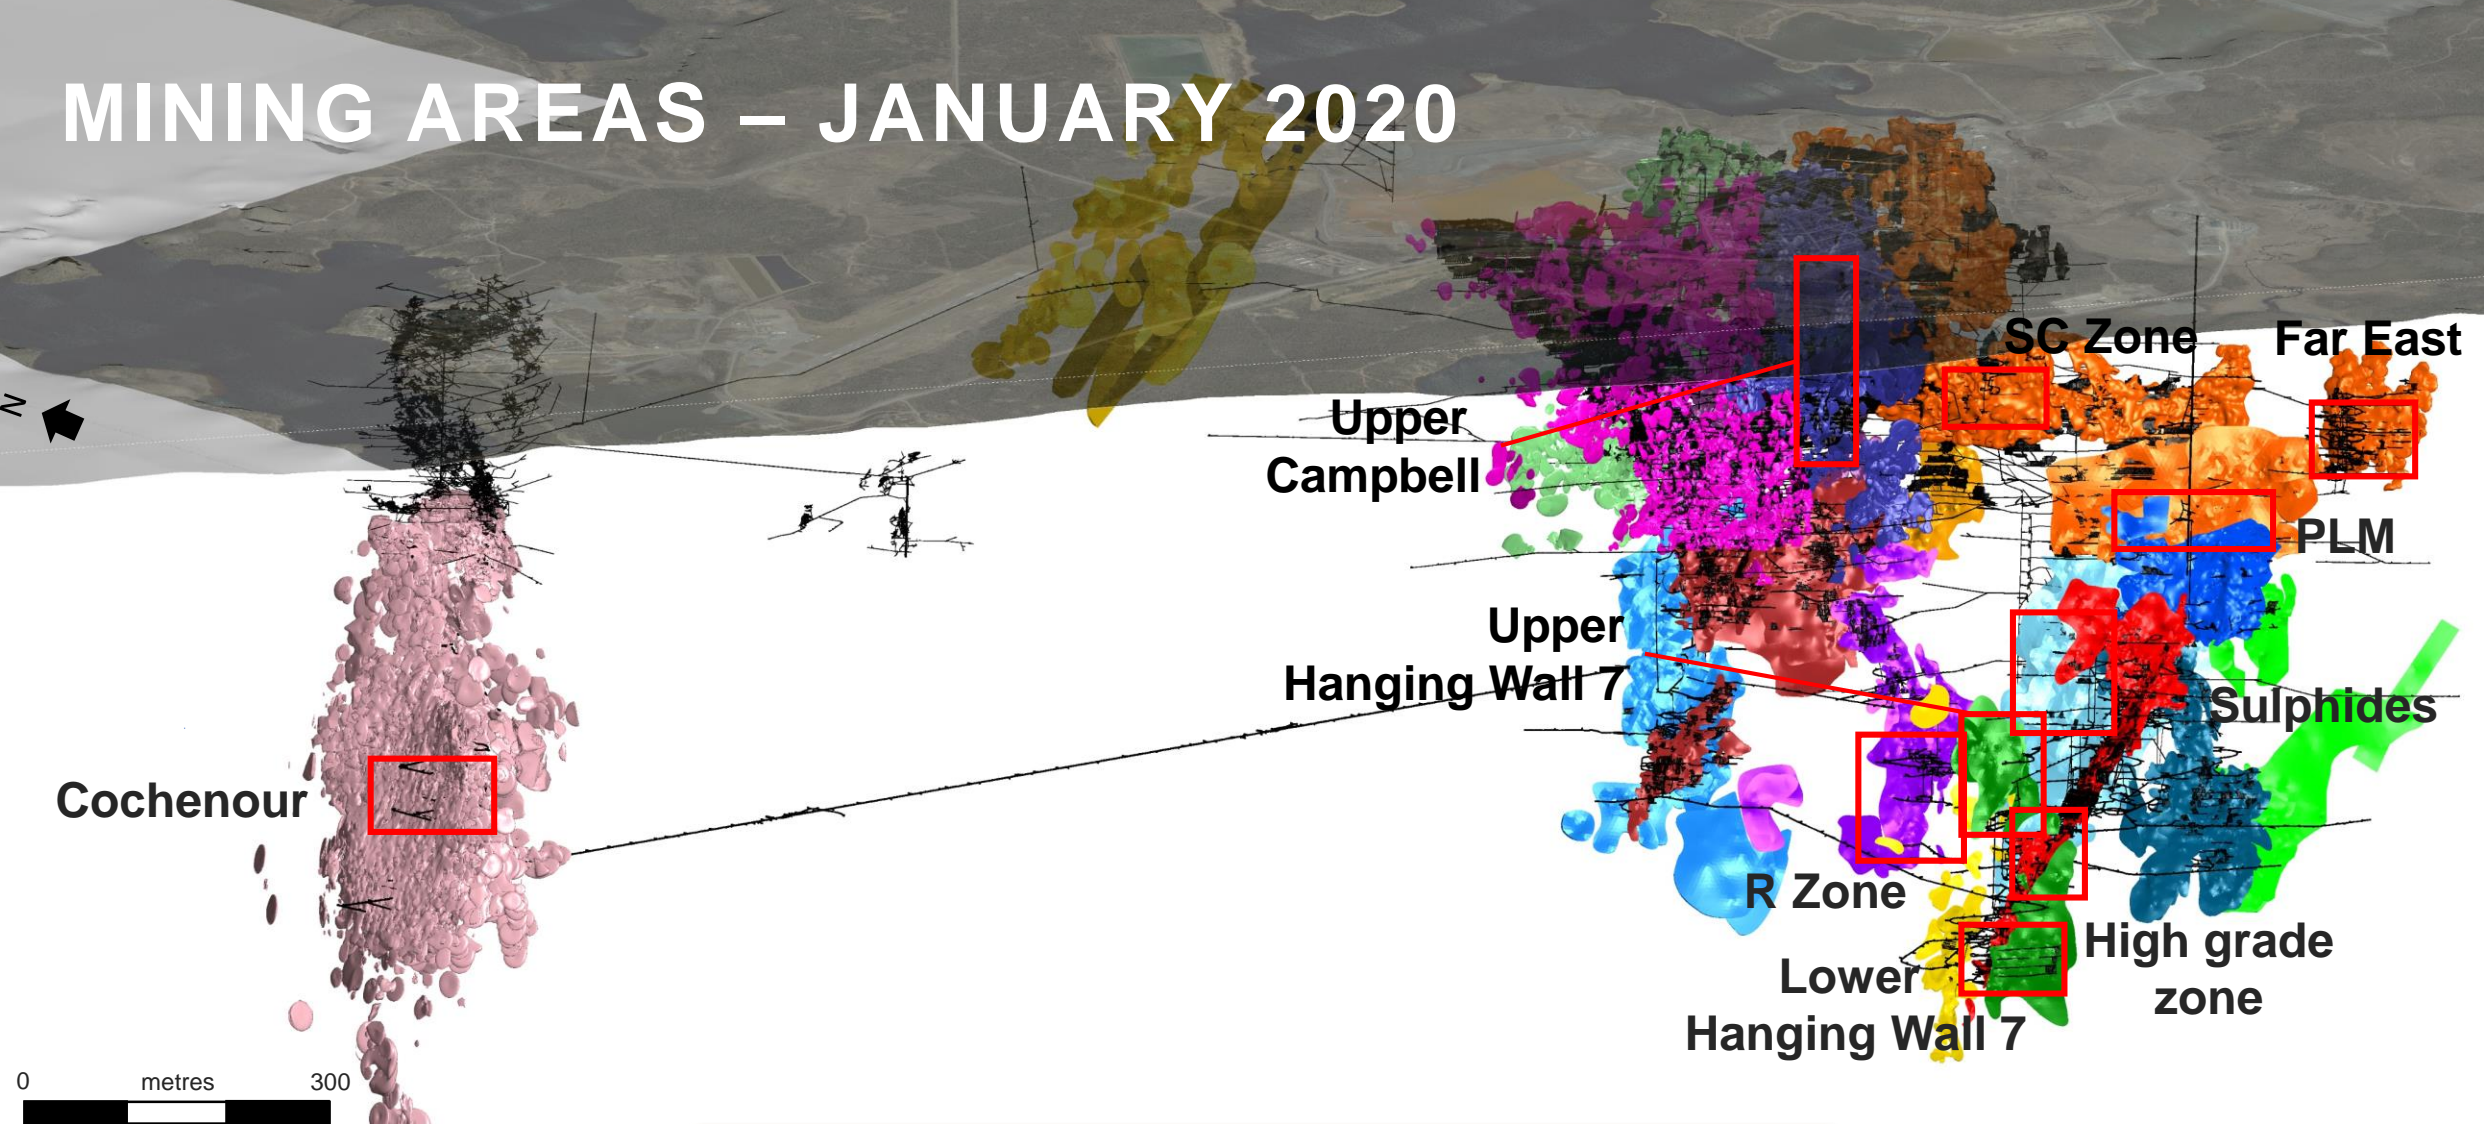 MINING AREAS – JANUARY 2020
N
SC Zone
Far East
Upper
Campbell
PLM
Upper
Hanging Wall 7
Sulphides
Cochenour
R Zone
High grade
zone
Lower
Hanging Wall 7
0 metres 300